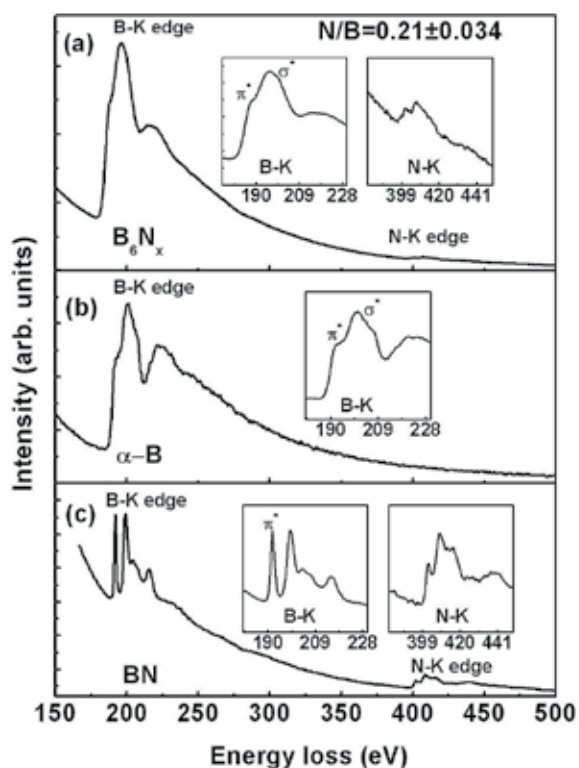 (a)
B-K edge
N/B=0.21±0.034
π*
σ*
B-K
190 209 228
N-K
399 420 441
B₆Nₓ
N-K edge
(b)
B-K edge
π*
σ*
B-K
190 209 228
α–B
(c)
B-K edge
π*
B-K
190 209 228
N-K
399 420 441
N-K edge
BN
150 200 250 300 350 400 450 500
Energy loss (eV)
Intensity (arb. units)